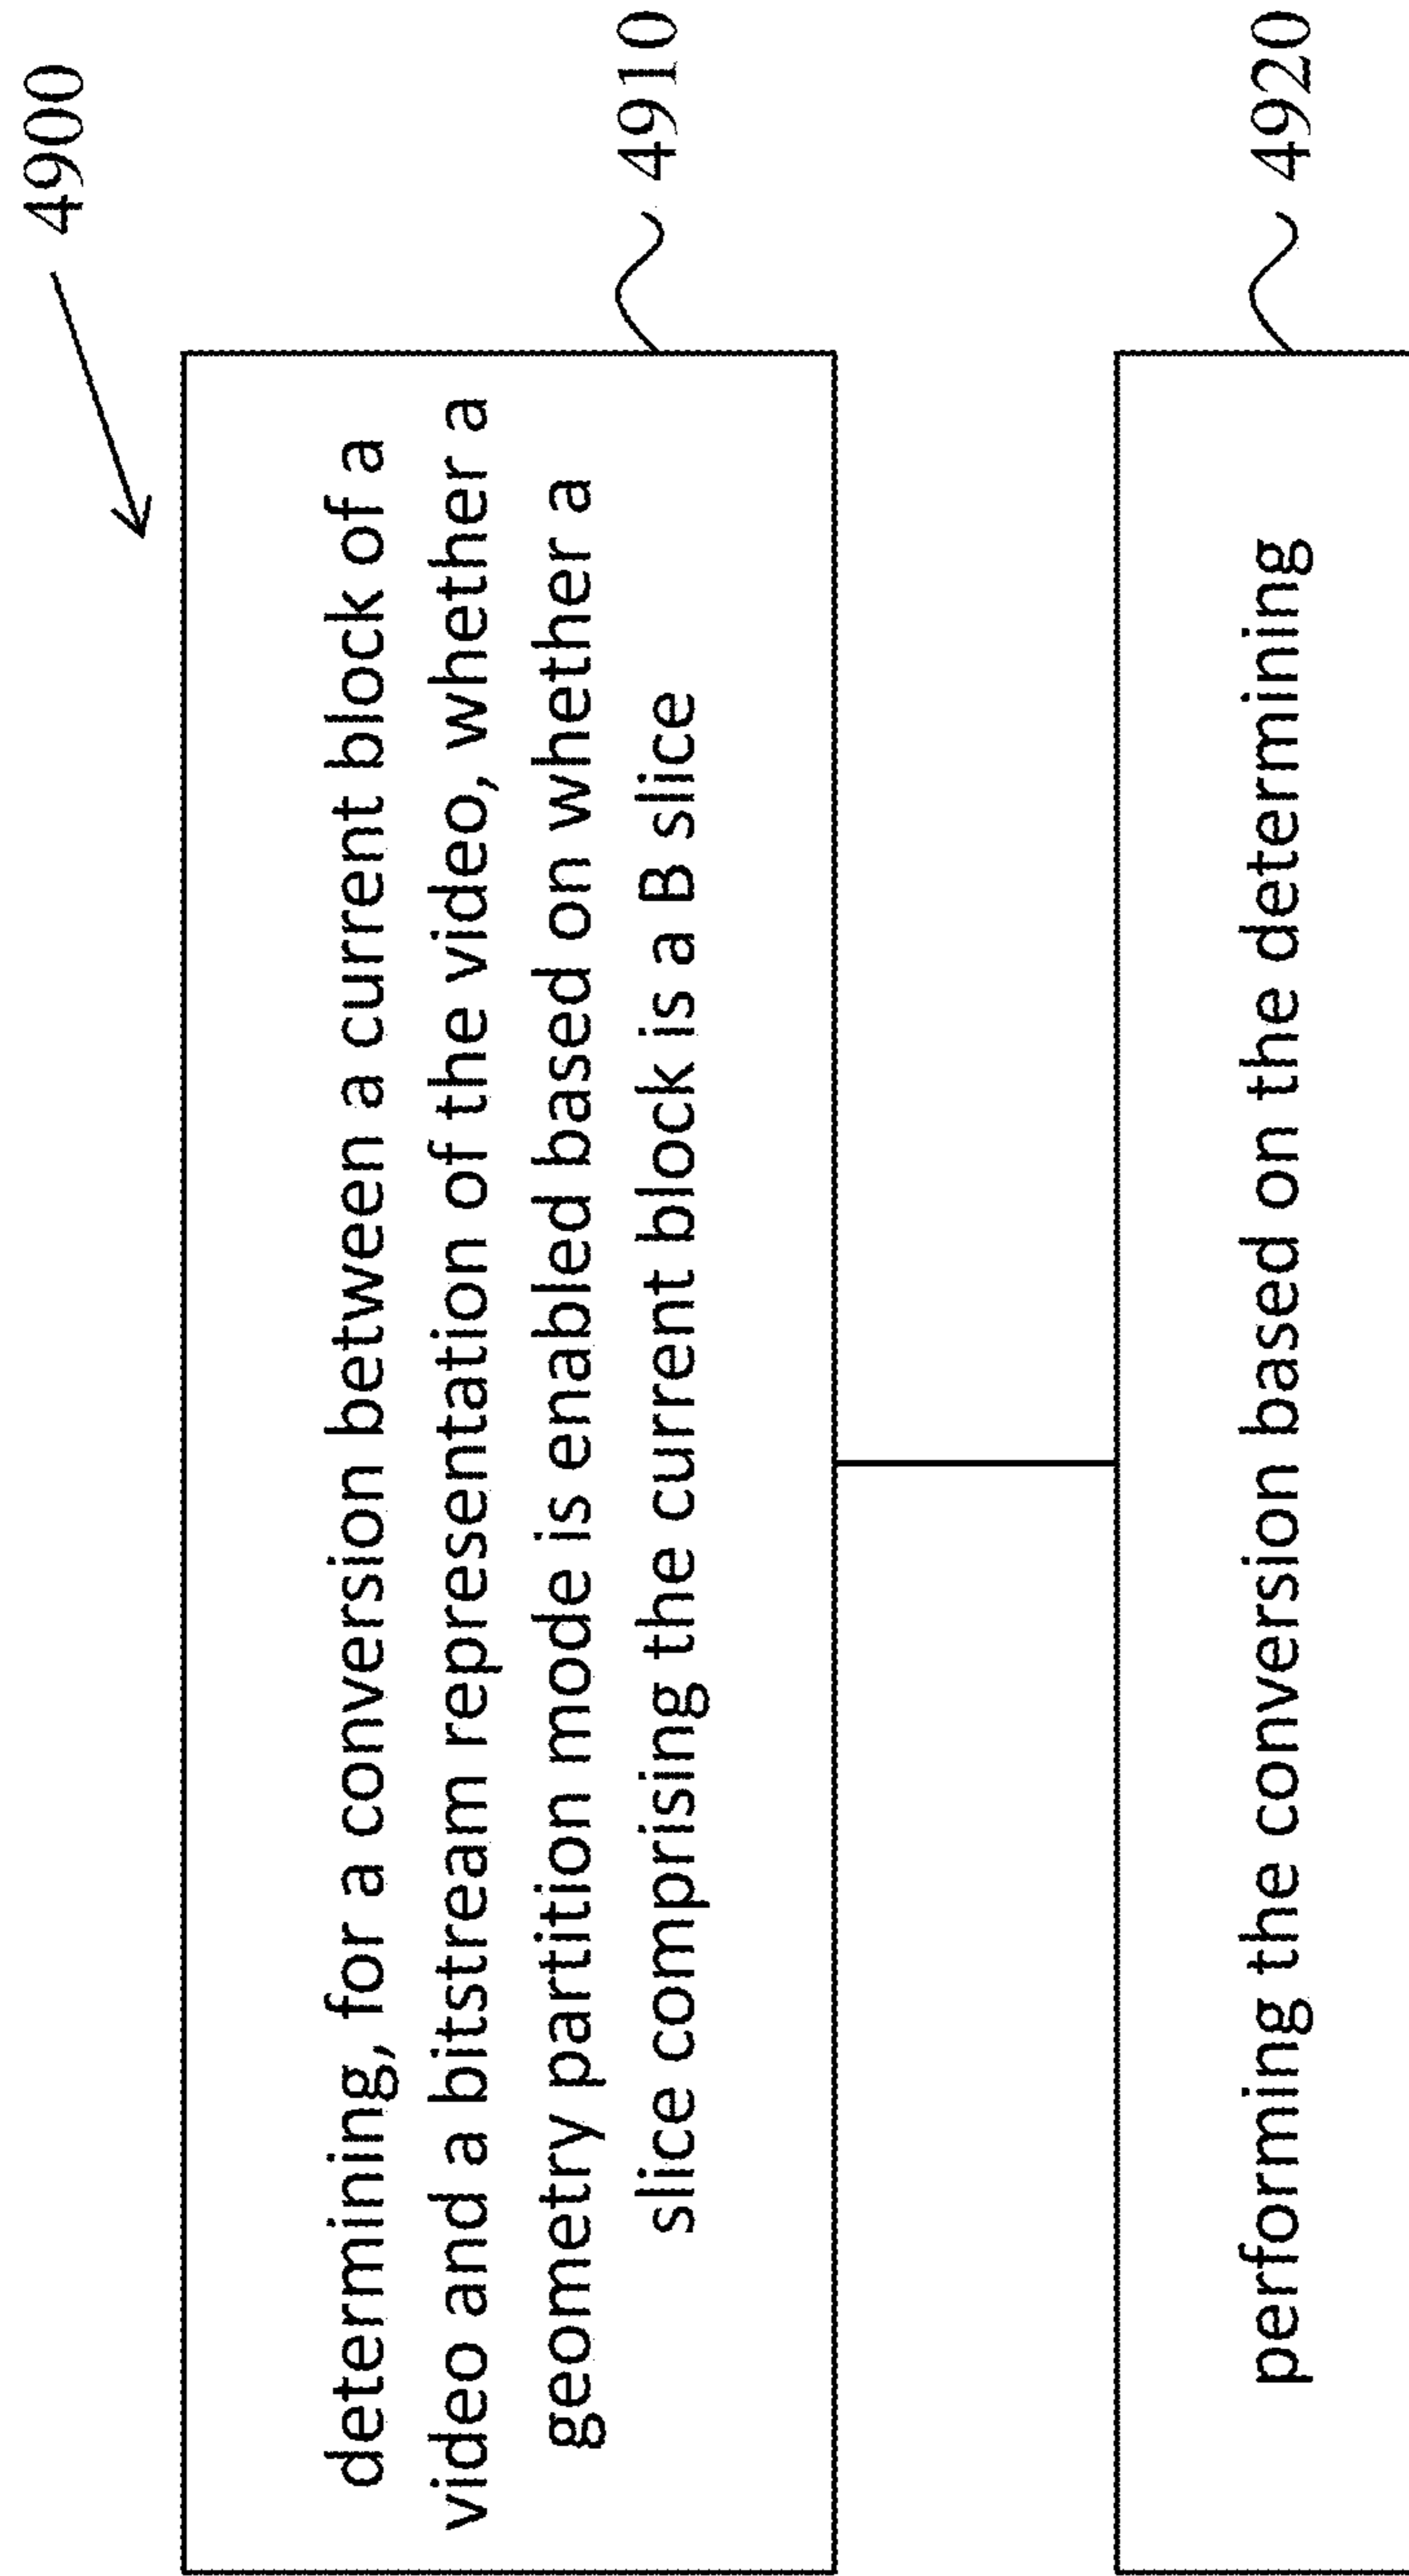 4900
determining, for a conversion between a current block of a
video and a bitstream representation of the video, whether a
geometry partition mode is enabled based on whether a
slice comprising the current block is a B slice
4910
performing the conversion based on the determining
4920